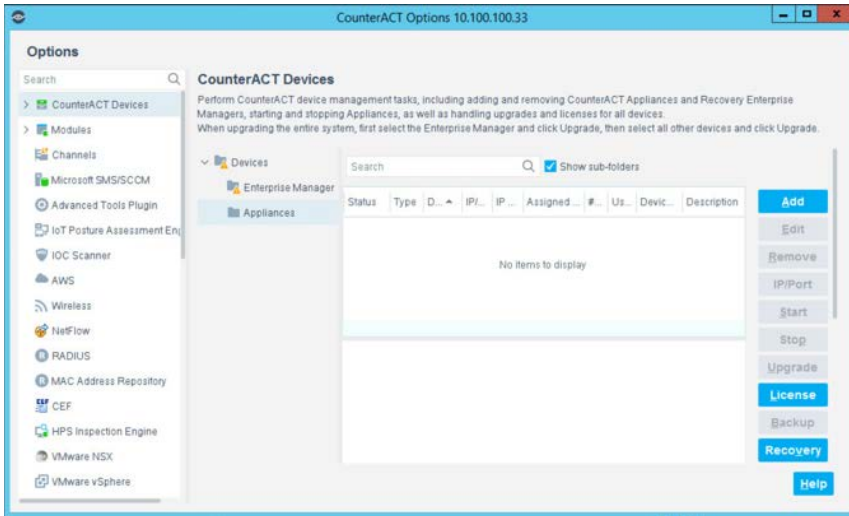 CounterACT Options 10.100.100.33
Options
Search
CounterACT Devices
Modules
Channels
Microsoft SMS/SCCM
Advanced Tools Plugin
IoT Posture Assessment Eng
IOC Scanner
AWS
Wireless
NetFlow
RADIUS
MAC Address Repository
CEF
HPS Inspection Engine
VMware NSX
VMware vSphere
CounterACT Devices
Perform CounterACT device management tasks, including adding and removing CounterACT Appliances and Recovery Enterprise
Managers, starting and stopping Appliances, as well as handling upgrades and licenses for all devices.
When upgrading the entire system, first select the Enterprise Manager and click Upgrade, then select all other devices and click Upgrade.
Devices
Enterprise Manager
Appliances
Search
Show sub-folders
Status Type D... IP/... IP ... Assigned ... #... Us... Devic... Description
No items to display
Add
Edit
Remove
IP/Port
Start
Stop
Upgrade
License
Backup
Recovery
Help